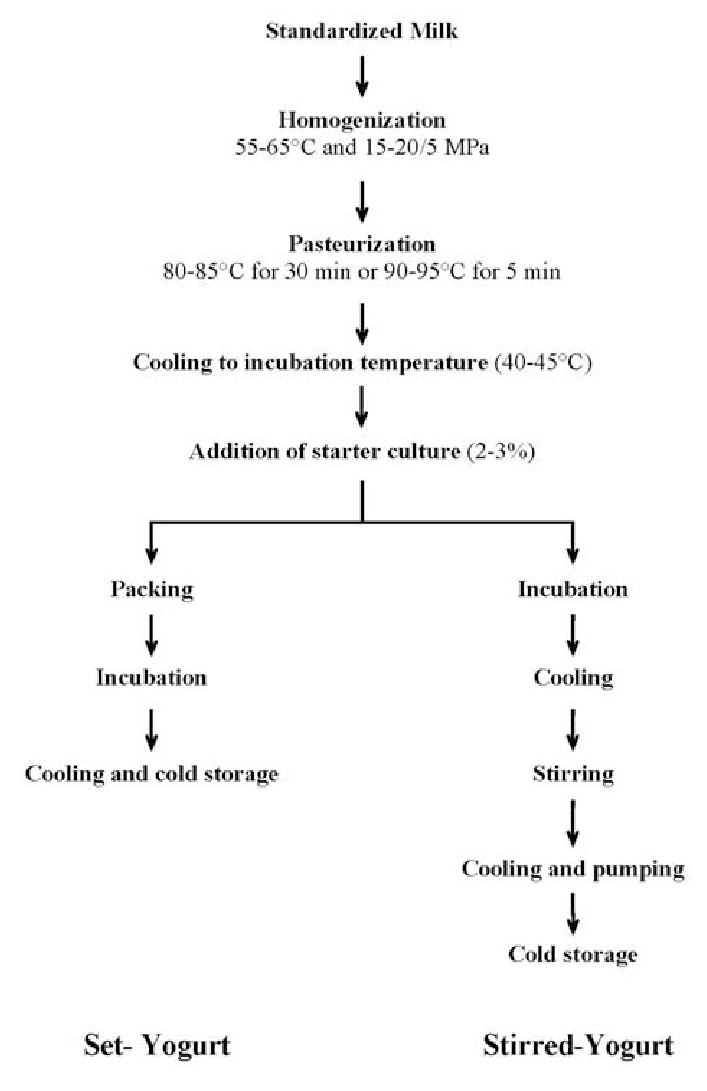 Standardized Milk
Homogenization
55-65°C and 15-20/5 MPa
Pasteurization
80-85°C for 30 min or 90-95°C for 5 min
Cooling to incubation temperature (40-45°C)
Addition of starter culture (2-3%)
Packing
Incubation
Cooling and cold storage
Incubation
Cooling
Stirring
Cooling and pumping
Cold storage
Set- Yogurt
Stirred-Yogurt